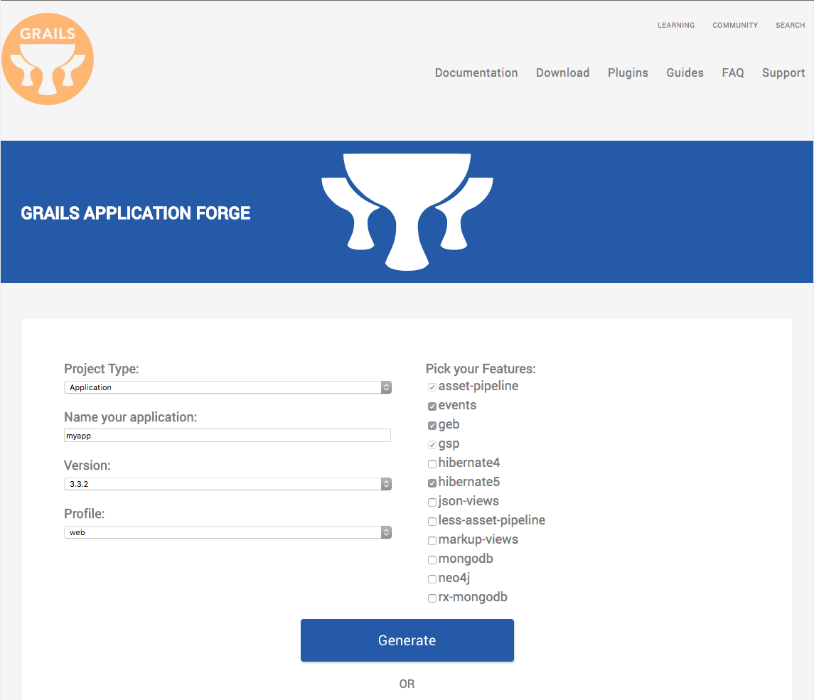 GRAILS
LEARNING COMMUNITY SEARCH
Documentation Download Plugins Guides FAQ Support
GRAILS APPLICATION FORGE
Project Type:
Application
Name your application:
myapp
Version:
3.3.2
Profile:
web
Pick your Features:
asset-pipeline
events
geb
gsp
hibernate4
hibernate5
json-views
less-asset-pipeline
markup-views
mongodb
neo4j
rx-mongodb
Generate
OR